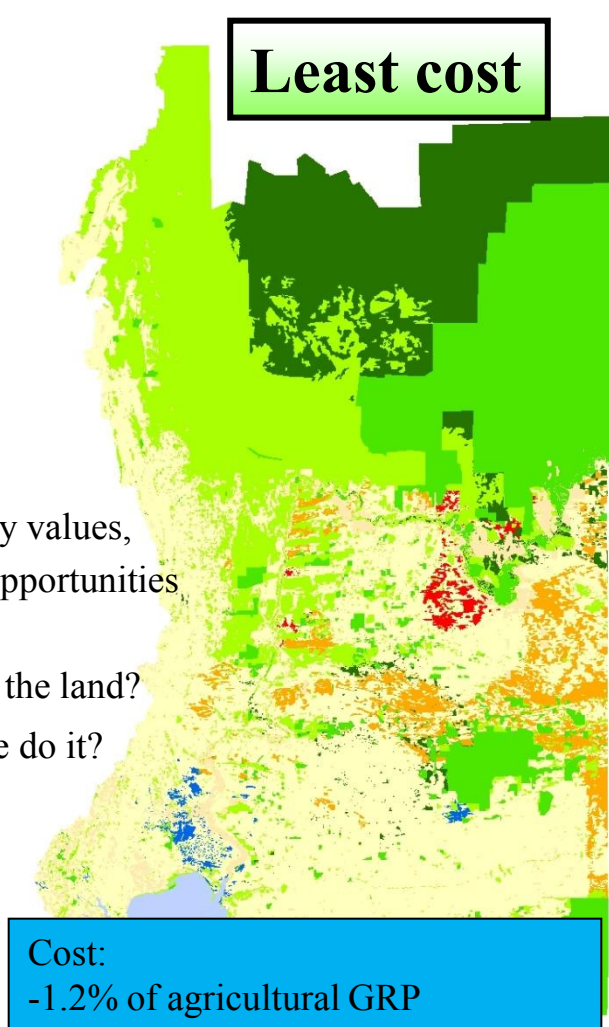 Least cost
y values,
pportunities
the land?
e do it?
Cost:
-1.2% of agricultural GRP